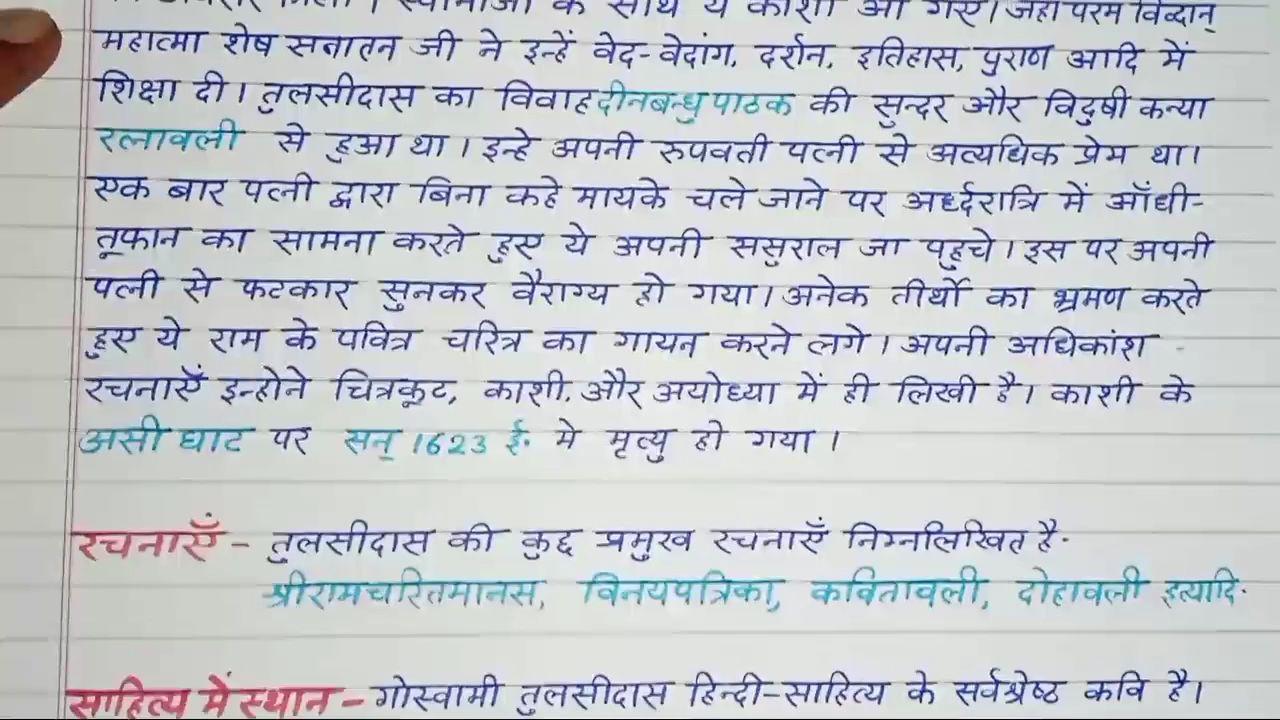 के साथ ये काशी आ गए। जहाँ परम विव्दान्
महात्मा शेष सनातन जी ने इन्हें वेद-वेदांग, दर्शन, इतिहास, पुराण आदि में
शिक्षा दी। तुलसीदास का विवाह दीनबन्धु पाठक की सुन्दर और विदुषी कन्या
रत्नावली से हुआ था। इन्हे अपनी रुपवती पत्नी से अत्यधिक प्रेम था।
एक बार पत्नी द्वारा बिना कहे मायके चले जाने पर अर्ध्दरात्रि में आँधी-
तूफान का सामना करते हुए ये अपनी ससुराल जा पहुचे। इस पर अपनी
पत्नी से फटकार सुनकर वैराग्य हो गया। अनेक तीर्थो का भ्रमण करते
हुए ये राम के पवित्र चरित्र का गायन करने लगे। अपनी अधिकांश
रचनाएँ इन्होने चित्रकूट, काशी, और अयोध्या में ही लिखी है। काशी के
असी घाट पर सन् 1623 ई. मे मृत्यु हो गया।
रचनाएँ - तुलसीदास की कुछ प्रमुख रचनाएँ निम्नलिखित है.
श्रीरामचरितमानस, विनयपत्रिका, कवितावली, दोहावली इत्यादि.
साहित्य में स्थान - गोस्वामी तुलसीदास हिन्दी-साहित्य के सर्वश्रेष्ठ कवि है।